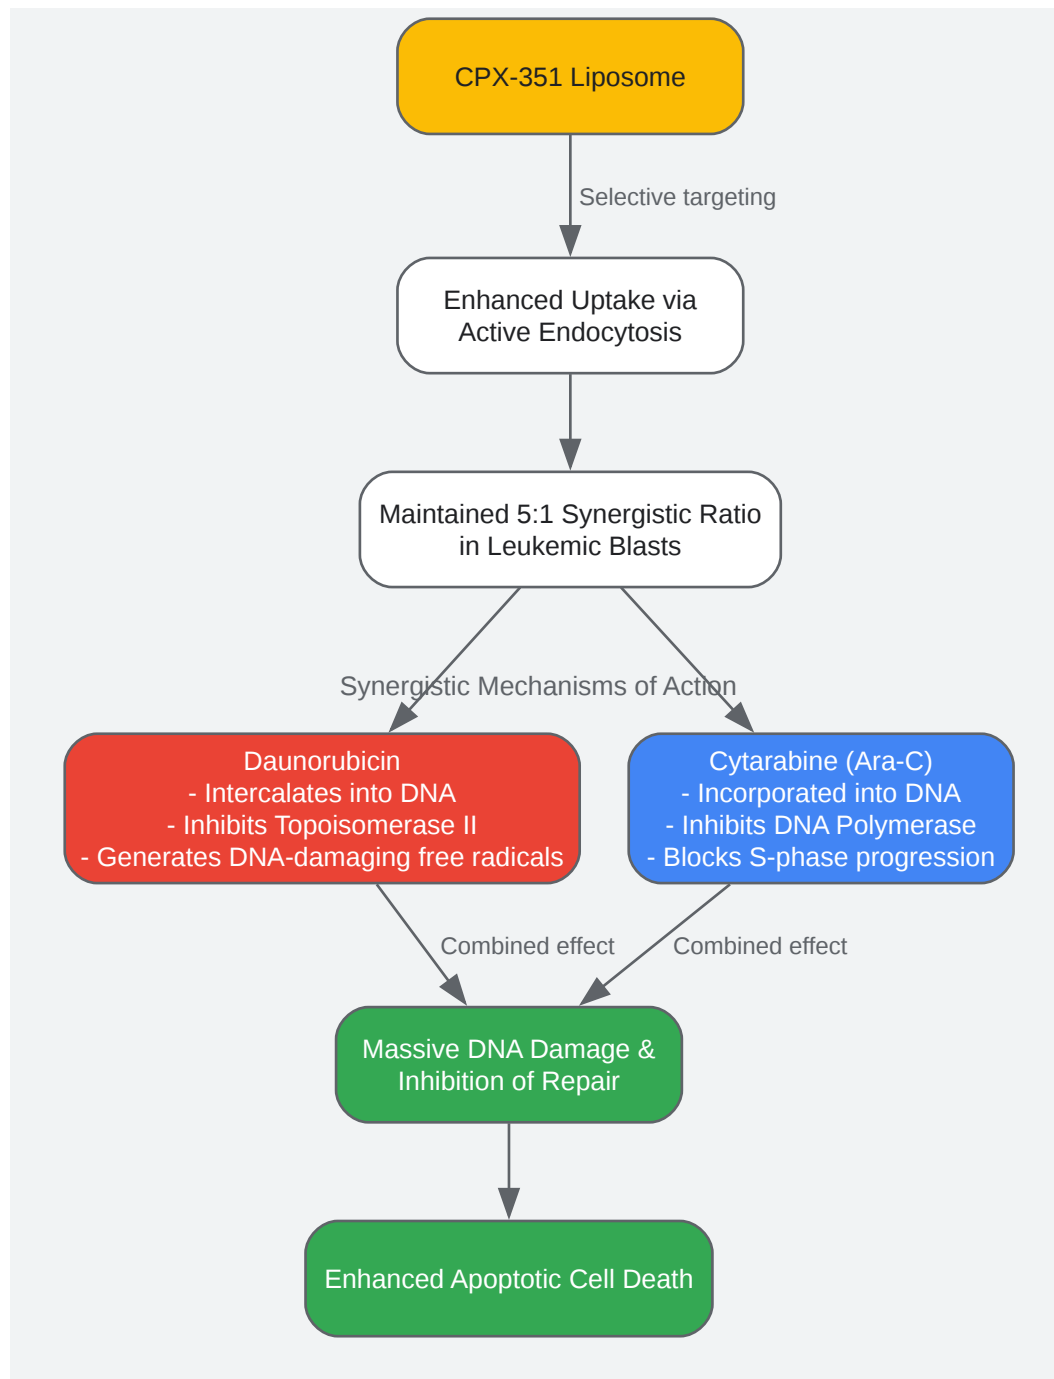 CPX-351 Liposome
Selective targeting
Enhanced Uptake via
Active Endocytosis
Maintained 5:1 Synergistic Ratio
in Leukemic Blasts
Synergistic Mechanisms of Action
Daunorubicin
- Intercalates into DNA
- Inhibits Topoisomerase II
- Generates DNA-damaging free radicals
Cytarabine (Ara-C)
- Incorporated into DNA
- Inhibits DNA Polymerase
- Blocks S-phase progression
Combined effect
Combined effect
Massive DNA Damage &
Inhibition of Repair
Enhanced Apoptotic Cell Death